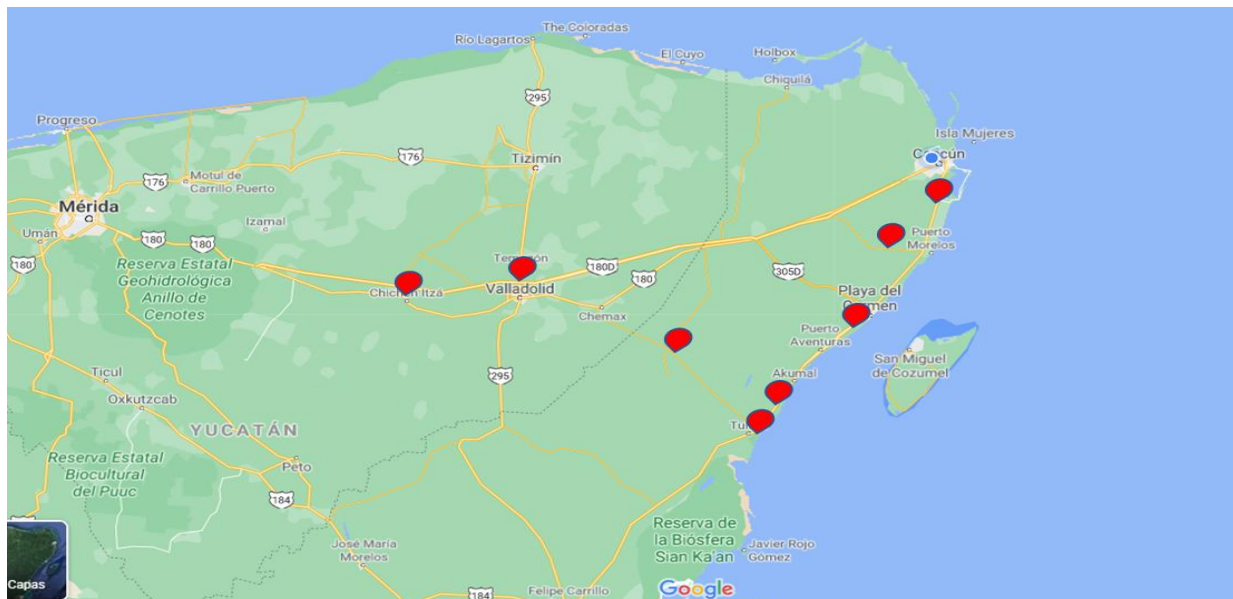 The Coloradas
Río Lagartos
El Cuyo
Holbox
Chiquilá
295
Progreso
Isla Mujeres
176
Tizimín
Cancún
Motul de
Carrillo Puerto
176
Mérida
Izamal
Umán
180
180
Puerto
Morelos
180
Reserva Estatal
Geohidrológica
Anillo de
Cenotes
180D
180
305D
Chichén Itzá
Valladolid
Playa del
Chemax
Puerto
Aventuras
San Miguel
de Cozumel
Ticul
295
Akumal
Oxkutzcab
YUCATÁN
Reserva Estatal
Biocultural
del Puuc
Peto
184
Reserva de
la Biósfera
Sian Ka'an
José María
Morelos
Javier Rojo
Gómez
Capas
184
Felipe Carrillo
Google